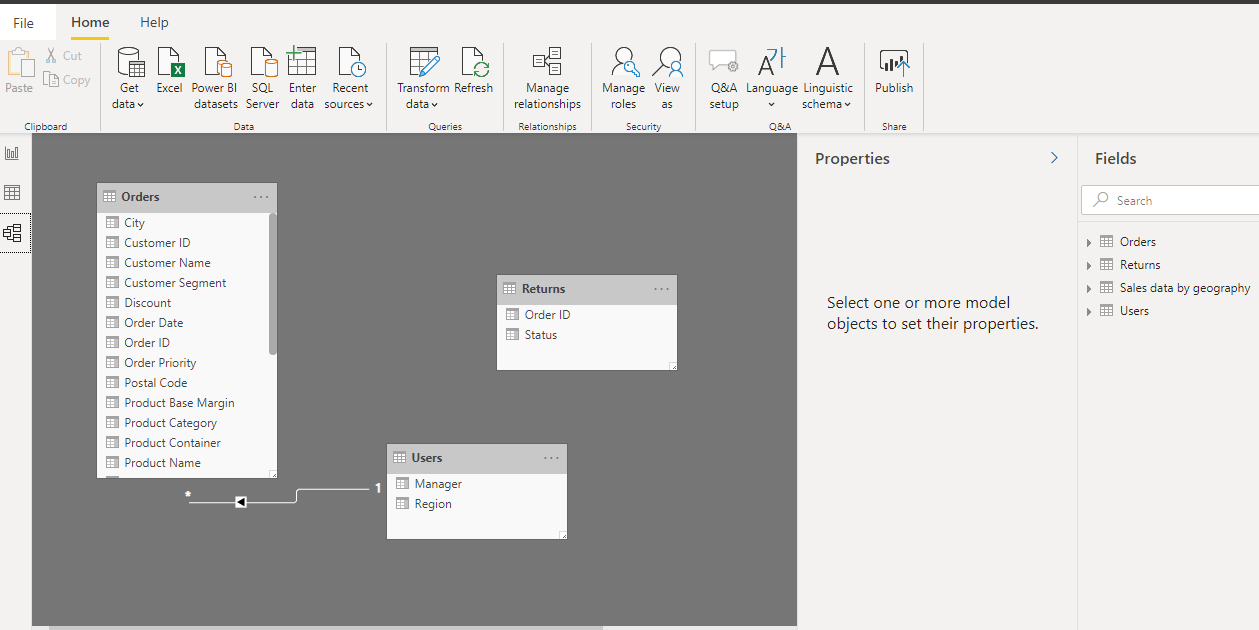 File Home Help
Paste
Cut
Copy
Clipboard
Get data
Excel
Power BI datasets
SQL Server
Enter data
Recent sources
Data
Transform data
Refresh
Queries
Manage relationships
Relationships
Manage roles
View as
Security
Q&A setup
Language
Linguistic schema
Q&A
Publish
Share
Orders ...
City
Customer ID
Customer Name
Customer Segment
Discount
Order Date
Order ID
Order Priority
Postal Code
Product Base Margin
Product Category
Product Container
Product Name
* 1
Returns ...
Order ID
Status
Users ...
Manager
Region
Properties
Select one or more model
objects to set their properties.
Fields
Search
Orders
Returns
Sales data by geography
Users